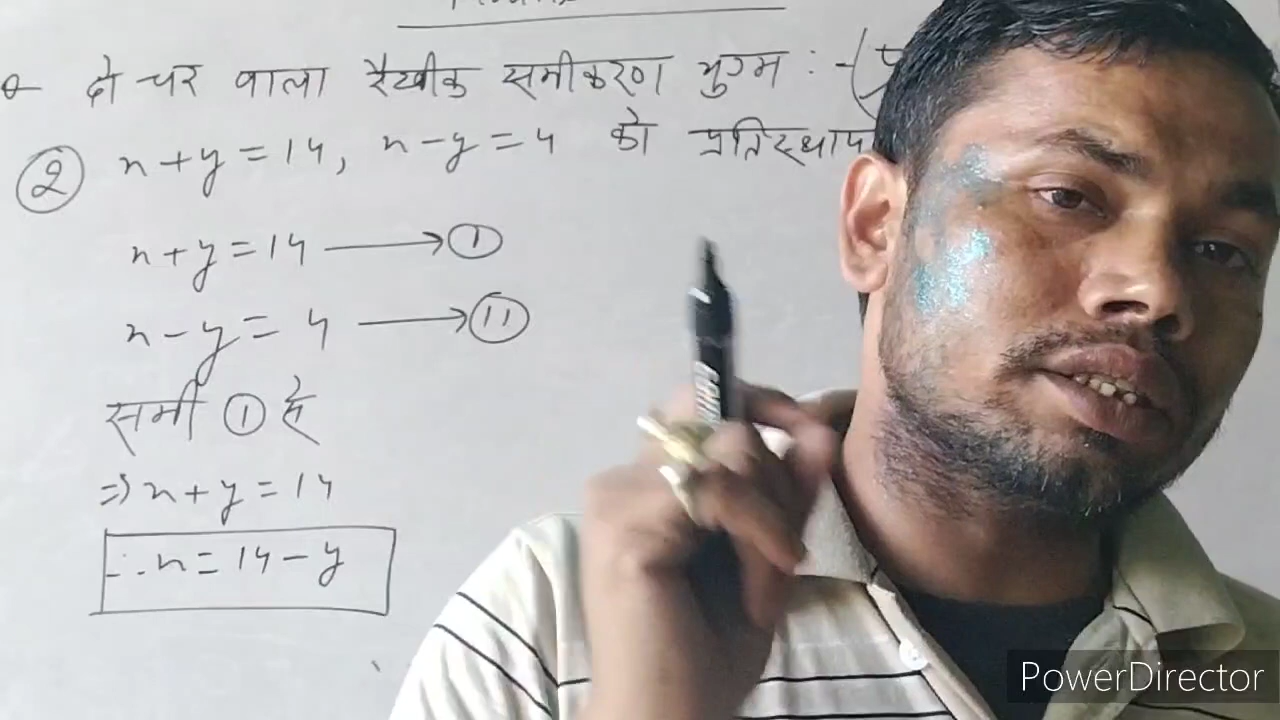 दो चर वाला रैखीक समीकरण युग्म :-
② x + y = 14, x - y = 4 को प्रतिस्थाप
x + y = 14 ⟶ ①
x - y = 4 ⟶ ⑪
समी ① से
⇒ x + y = 14
∴ x = 14 - y
PowerDirector